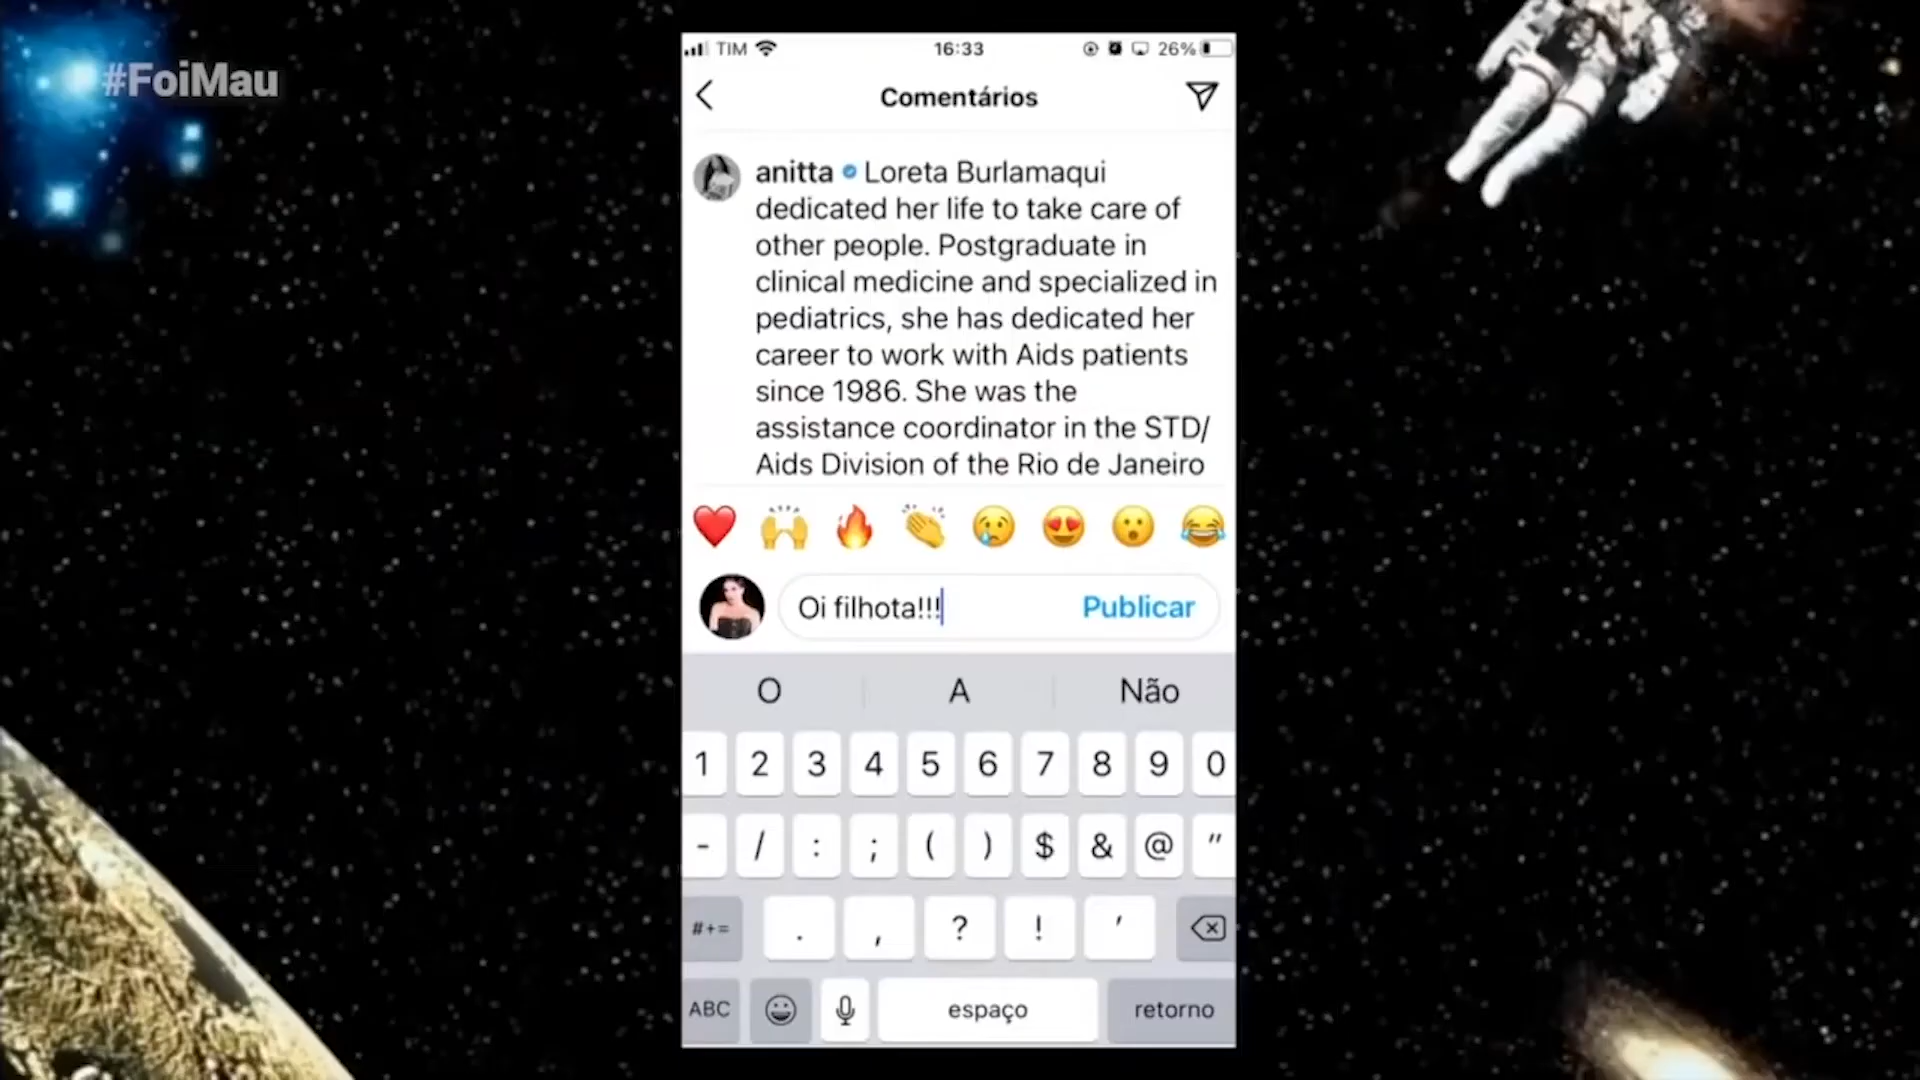 #FoiMau
TIM 16:33 26%
Comentários
anitta Loreta Burlamaqui
dedicated her life to take care of
other people. Postgraduate in
clinical medicine and specialized in
pediatrics, she has dedicated her
career to work with Aids patients
since 1986. She was the
assistance coordinator in the STD/
Aids Division of the Rio de Janeiro
Oi filhota!!! Publicar
O A Não
1 2 3 4 5 6 7 8 9 0
- / : ; ( ) $ & @ "
#+= . , ? ! '
ABC espaço retorno